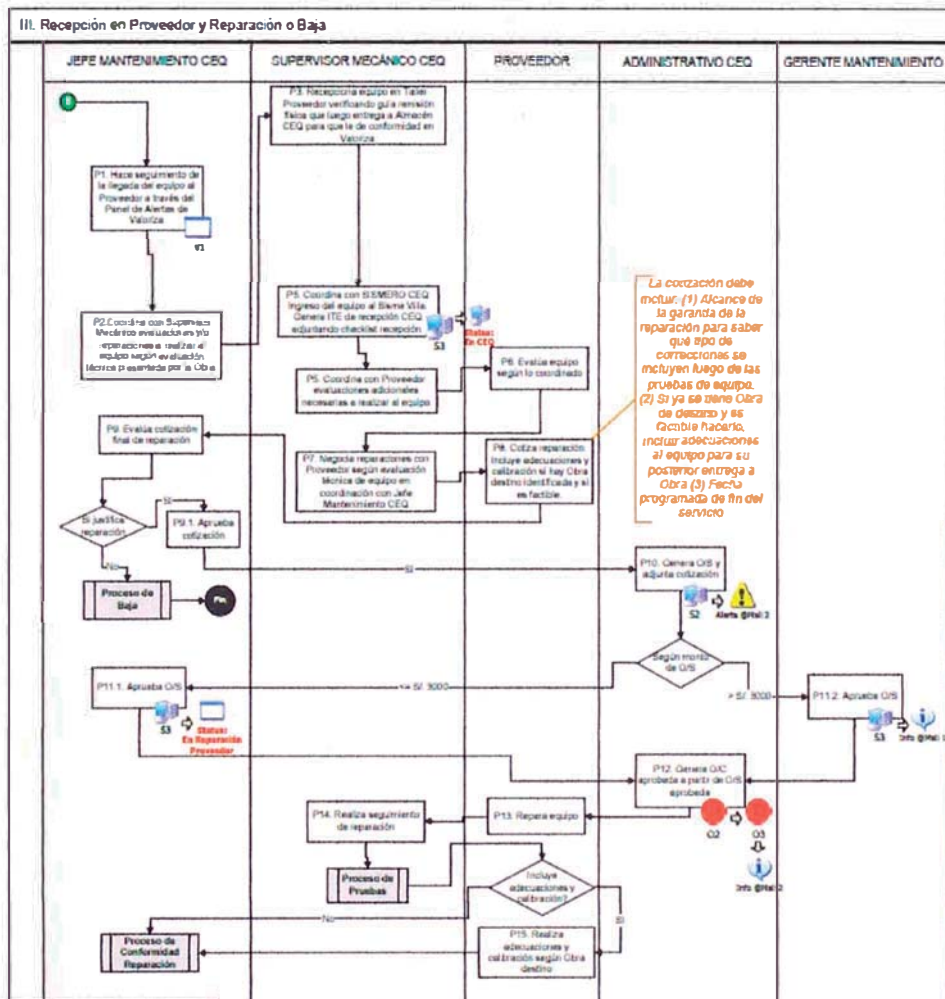 III. Recepción en Proveedor y Reparación o Baja
JEFE MANTENIMIENTO CEQ
SUPERVISOR MECÁNICO CEQ
PROVEEDOR
ADMINISTRATIVO CEQ
GERENTE MANTENIMIENTO
P3. Recepciona equipo en Taller
Proveedor verificando guía remisión
física que luego entrega a Almacén
CEQ para que le de conformidad en
Valoriza
P1. Hace seguimiento de
la llegada del equipo al
Proveedor a través del
Panel de Alertas de
Valoriza
V1
P2. Coordina con Supervisor
Mecánico evaluaciones y/o
reparaciones a realizar al
equipo según evaluación
técnica presentada por la Obra
P5. Coordina con SISMERO CEQ
Ingreso del equipo al Sisma Villa.
Genera ITE de recepción CEQ
adjuntando checklist recepción
S3
Status:
En CEQ
P5. Coordina con Proveedor
evaluaciones adicionales
necesarias a realizar al equipo
P6. Evalúa equipo
según lo coordinado
La cotización debe
incluir: (1) Alcance de
la garantía de la
reparación para saber
qué tipo de
correcciones se
incluyen luego de las
pruebas de equipo.
(2) Si ya se tiene Obra
de destino y es
factible hacerlo,
incluir adecuaciones
al equipo para su
posterior entrega a
Obra (3) Fecha
programada de fin del
servicio
P9. Evalúa cotización
final de reparación
P7. Negocia reparaciones con
Proveedor según evaluación
técnica de equipo en
coordinación con Jefe
Mantenimiento CEQ
P8. Cotiza reparación.
Incluye adecuaciones y
calibración si hay Obra
destino identificada y si
es factible.
Si justifica
reparación
Si
P9.1. Aprueba
cotización
No
Proceso de
Baja
Fin
Si
P10. Genera O/S y
adjunta cotización
S2
Alerta @Mail 2
Según monto
de O/S
<= S/. 3000
> S/. 3000
P11.1. Aprueba O/S
S3
Status:
En Reparación
Proveedor
P11.2. Aprueba O/S
S3
Info @Mail
P12. Genera O/C
aprobada a partir de O/S
aprobada
O2
O3
Info @Mail 2
P14. Realiza seguimiento
de reparación
P13. Repara equipo
Proceso de
Pruebas
Incluye
adecuaciones y
calibración?
No
Si
P15. Realiza
adecuaciones y
calibración según Obra
destino
Proceso de
Conformidad
Reparación